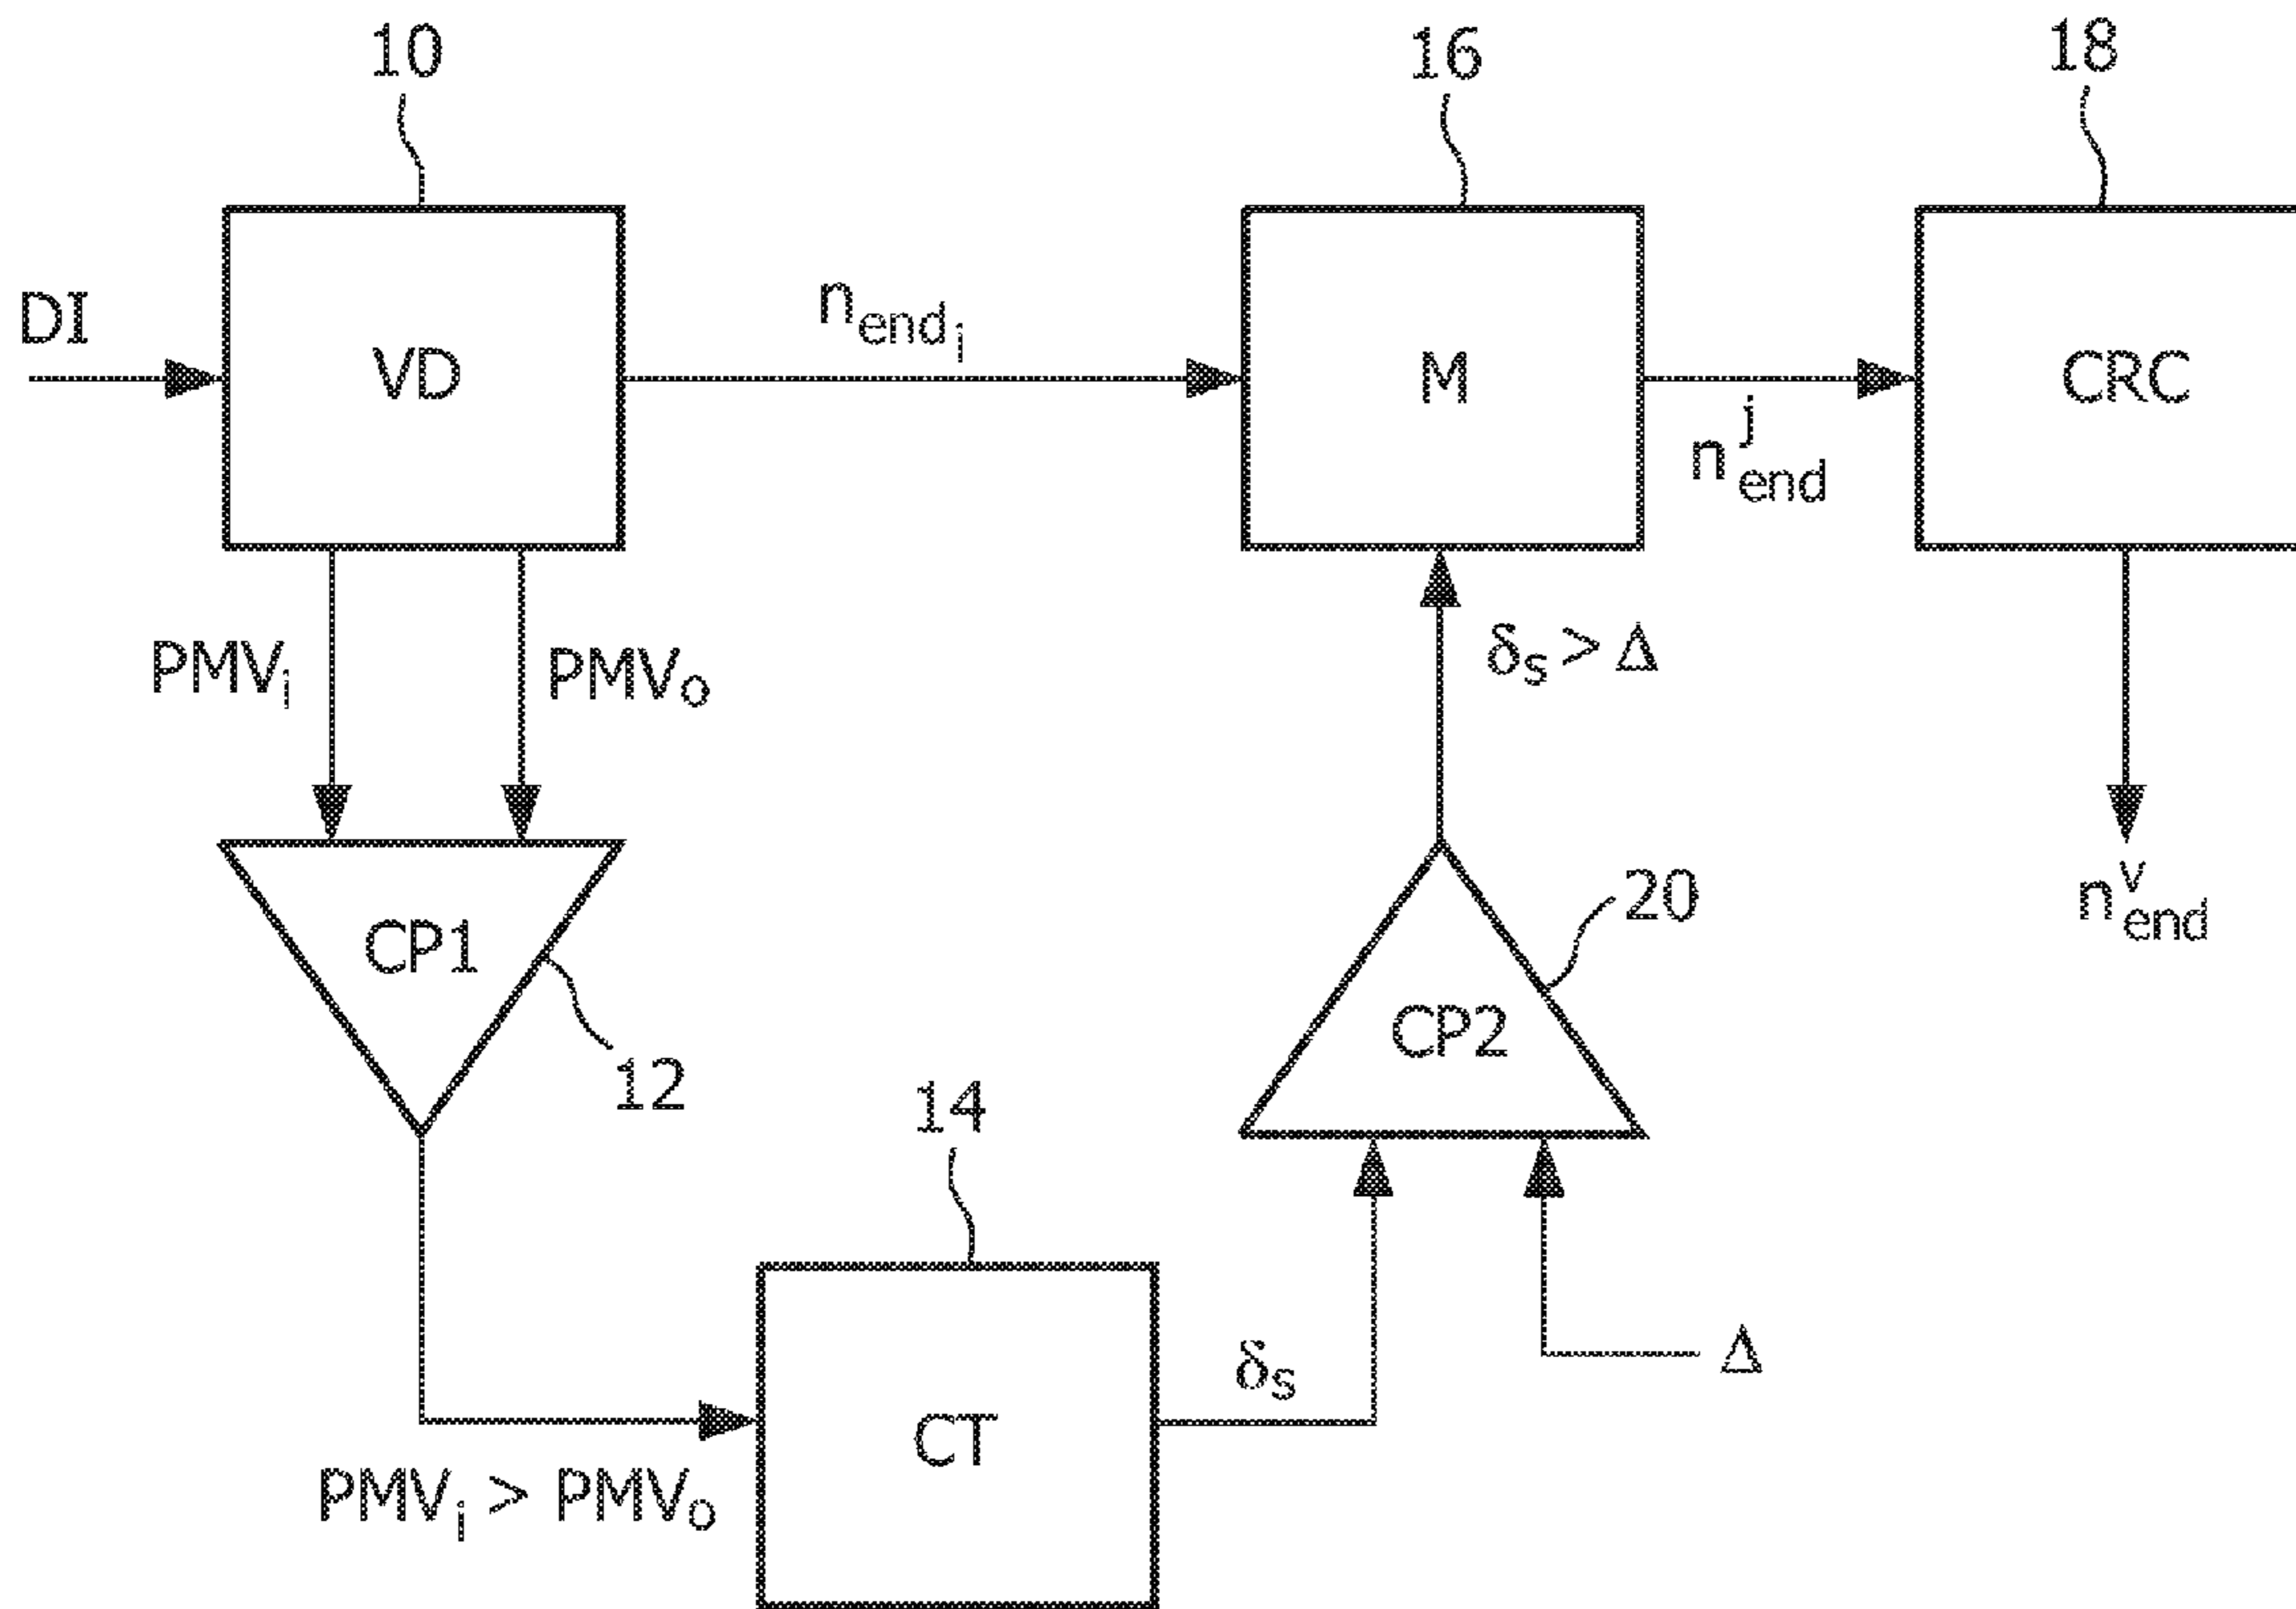 10
16
18
DI
VD
n_end_i
M
n^j_end
CRC
PMV_i
PMV_o
δ_S > Δ
CP1
12
20
n^v_end
CP2
14
CT
δ_S
Δ
PMV_i > PMV_o